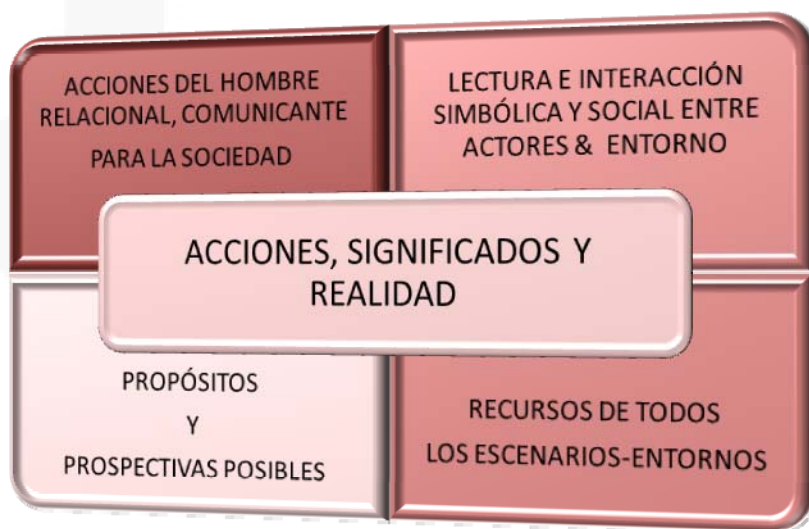 ACCIONES DEL HOMBRE
RELACIONAL, COMUNICANTE
PARA LA SOCIEDAD
LECTURA E INTERACCIÓN
SIMBÓLICA Y SOCIAL ENTRE
ACTORES & ENTORNO
ACCIONES, SIGNIFICADOS Y
REALIDAD
PROPÓSITOS
Y
PROSPECTIVAS POSIBLES
RECURSOS DE TODOS
LOS ESCENARIOS-ENTORNOS